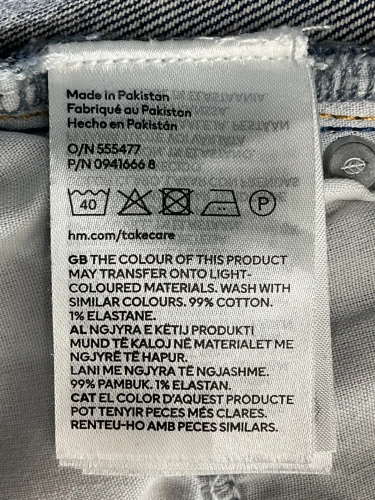 Made in Pakistan
Fabriqué au Pakistan
Hecho en Pakistán
O/N 555477
P/N 0941666 8
40
P
hm.com/takecare
GB THE COLOUR OF THIS PRODUCT
MAY TRANSFER ONTO LIGHT-
COLOURED MATERIALS. WASH WITH
SIMILAR COLOURS. 99% COTTON.
1% ELASTANE.
AL NGJYRA E KËTIJ PRODUKTI
MUND TË KALOJ NË MATERIALET ME
NGJYRË TË HAPUR.
LANI ME NGJYRA TË NGJASHME.
99% PAMBUK. 1% ELASTAN.
CAT EL COLOR D'AQUEST PRODUCTE
POT TENYIR PECES MÉS CLARES.
RENTEU-HO AMB PECES SIMILARS.